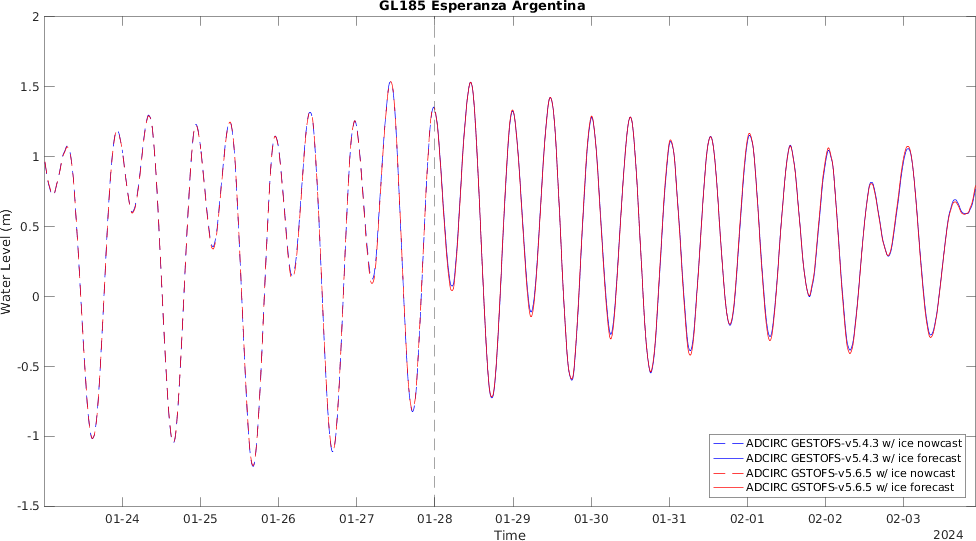 GL185 Esperanza Argentina
2
1.5
1
0.5
0
-0.5
-1
-1.5
Water Level (m)
01-24 01-25 01-26 01-27 01-28 01-29 01-30 01-31 02-01 02-02 02-03
Time
2024
ADCIRC GESTOFS-v5.4.3 w/ ice nowcast
ADCIRC GESTOFS-v5.4.3 w/ ice forecast
ADCIRC GSTOFS-v5.6.5 w/ ice nowcast
ADCIRC GSTOFS-v5.6.5 w/ ice forecast